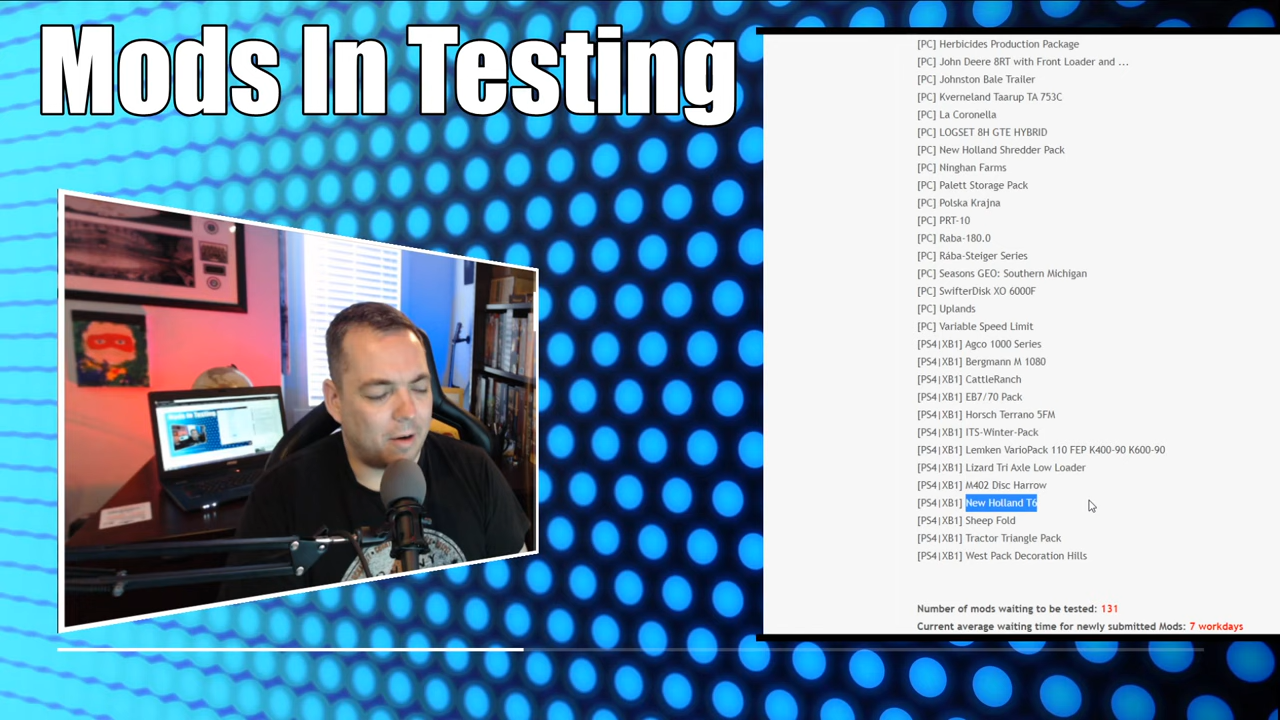 Mods In Testing
[PC] Herbicides Production Package
[PC] John Deere 8RT with Front Loader and ...
[PC] Johnston Bale Trailer
[PC] Kverneland Taarup TA 753C
[PC] La Coronella
[PC] LOGSET 8H GTE HYBRID
[PC] New Holland Shredder Pack
[PC] Ninghan Farms
[PC] Palett Storage Pack
[PC] Polska Krajna
[PC] PRT-10
[PC] Raba-180.0
[PC] Rába-Steiger Series
[PC] Seasons GEO: Southern Michigan
[PC] SwifterDisk XO 6000F
[PC] Uplands
[PC] Variable Speed Limit
[PS4|XB1] Agco 1000 Series
[PS4|XB1] Bergmann M 1080
[PS4|XB1] CattleRanch
[PS4|XB1] EB7/70 Pack
[PS4|XB1] Horsch Terrano 5FM
[PS4|XB1] ITS-Winter-Pack
[PS4|XB1] Lemken VarioPack 110 FEP K400-90 K600-90
[PS4|XB1] Lizard Tri Axle Low Loader
[PS4|XB1] M402 Disc Harrow
[PS4|XB1] New Holland T6
[PS4|XB1] Sheep Fold
[PS4|XB1] Tractor Triangle Pack
[PS4|XB1] West Pack Decoration Hills
Number of mods waiting to be tested: 131
Current average waiting time for newly submitted Mods: 7 workdays